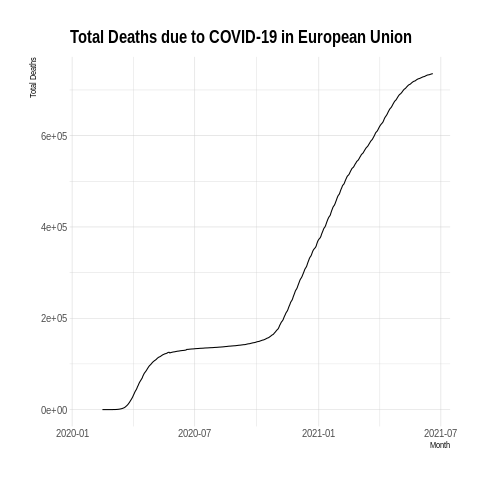 Total Deaths due to COVID-19 in European Union
Total Deaths
6e+05
4e+05
2e+05
0e+00
2020-01 2020-07 2021-01 2021-07
Month